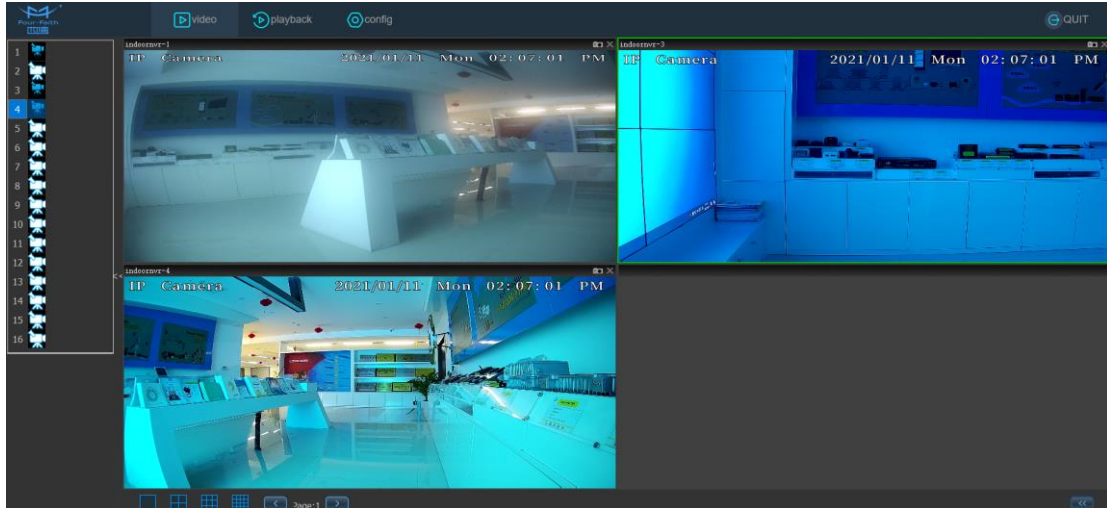 Four-Faith
video
playback
config
QUIT
1
2
3
4
5
6
7
8
9
10
11
12
13
14
15
16
<<
indoornvr-1
IP Camera 2021/01/11 Mon 02:07:01 PM
indoornvr-3
IP Camera 2021/01/11 Mon 02:07:01 PM
indoornvr-4
IP Camera 2021/01/11 Mon 02:07:01 PM
< Page:1 >
<<